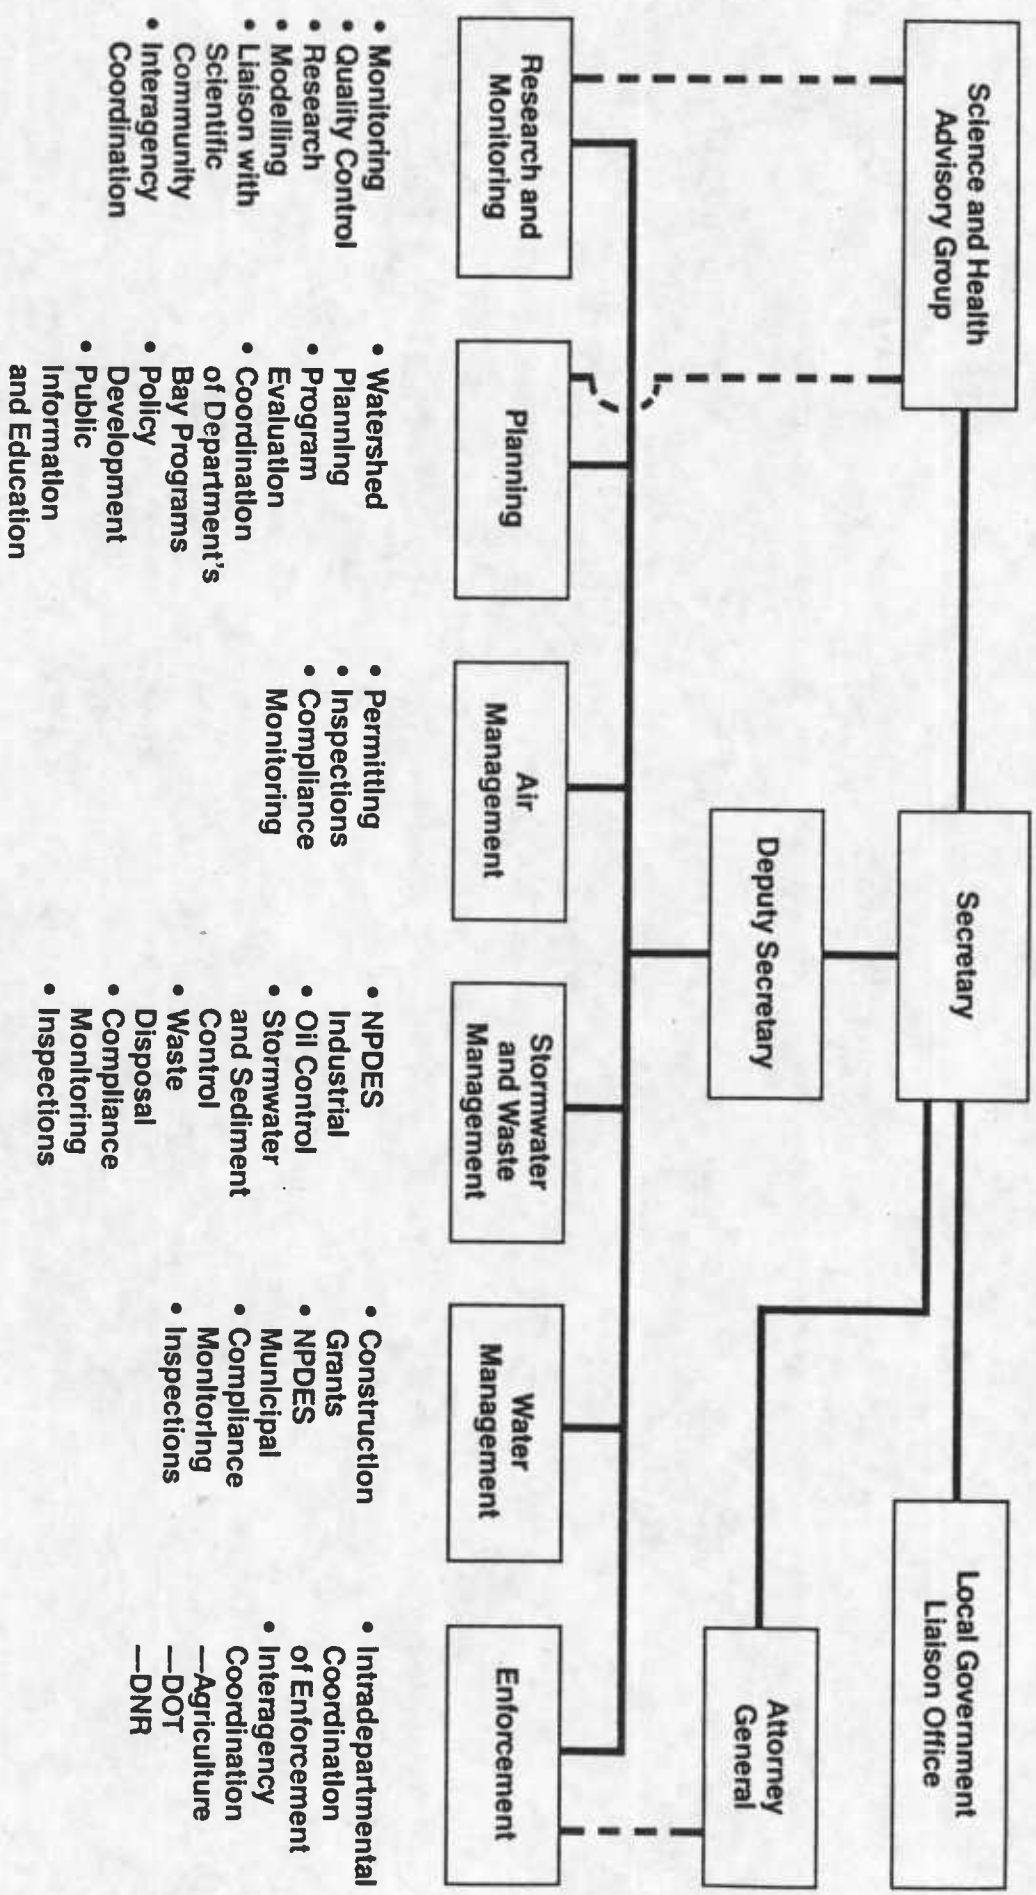 Science and Health
Advisory Group
Secretary
Local Government
Liaison Office
Deputy Secretary
Attorney
General
Research and
Monitoring
Planning
Air
Management
Stormwater
and Waste
Management
Water
Management
Enforcement
• Monitoring
• Quality Control
• Research
• Modelling
• Liaison with
Scientific
Community
• Interagency
Coordination
• Watershed
Planning
• Program
Evaluation
• Coordination
of Department's
Bay Programs
• Policy
Development
• Public
Information
and Education
• Permitting
• Inspections
• Compliance
Monitoring
• NPDES
Industrial
• Oil Control
• Stormwater
and Sediment
Control
• Waste
Disposal
• Compliance
Monitoring
• Inspections
• Construction
Grants
• NPDES
Municipal
• Compliance
Monitoring
• Inspections
• Intradepartmental
Coordination
of Enforcement
• Interagency
Coordination
—Agriculture
—DOT
—DNR